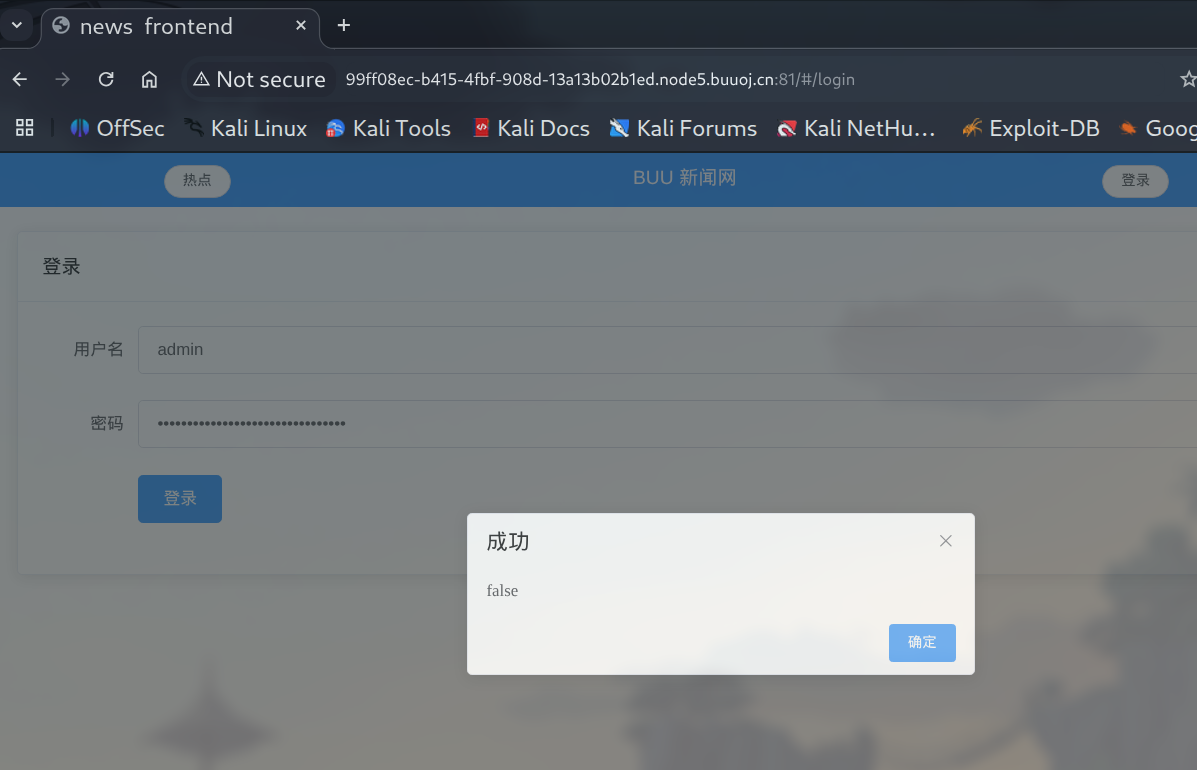 news frontend
Not secure 99ff08ec-b415-4fbf-908d-13a13b02b1ed.node5.buuoj.cn:81/#/login
OffSec Kali Linux Kali Tools Kali Docs Kali Forums Kali NetHu... Exploit-DB Goog
热点 BUU 新闻网 登录
登录
用户名 admin
密码 ••••••••••••••••••••••••••••••••
登录
成功
false
确定